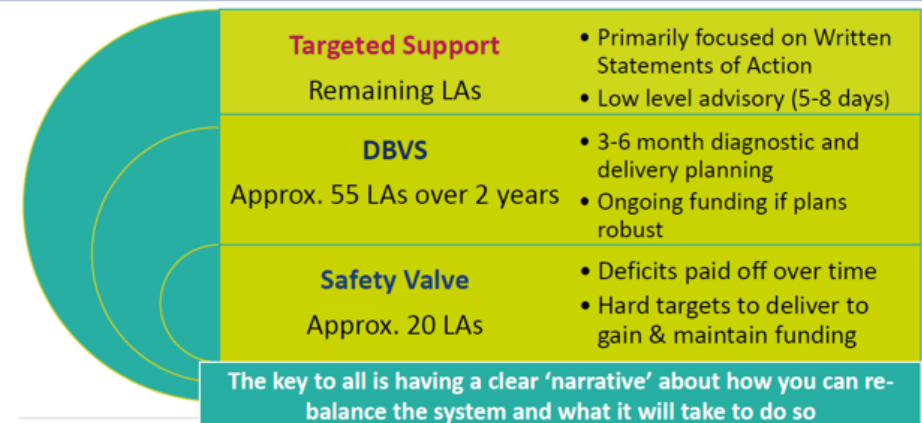 Targeted Support
Remaining LAs
• Primarily focused on Written
Statements of Action
• Low level advisory (5-8 days)
DBVS
Approx. 55 LAs over 2 years
• 3-6 month diagnostic and
delivery planning
• Ongoing funding if plans
robust
Safety Valve
Approx. 20 LAs
• Deficits paid off over time
• Hard targets to deliver to
gain & maintain funding
The key to all is having a clear ‘narrative’ about how you can re-
balance the system and what it will take to do so